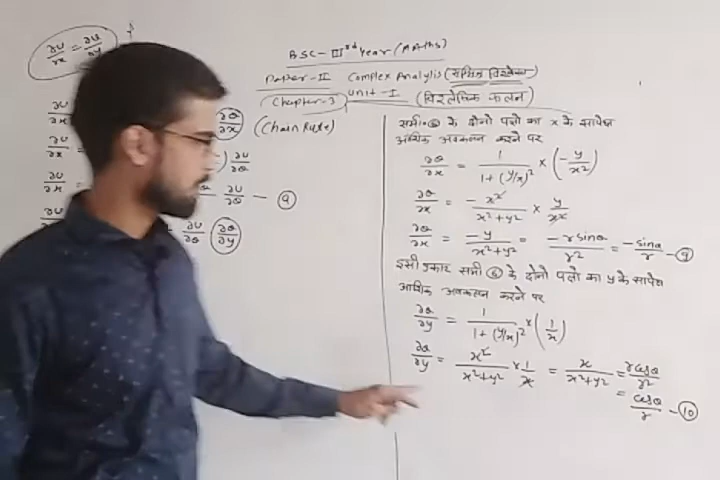 ∂U/∂x = ∂U/∂y
BSC - III rd Year (Maths)
Paper-II Complex Analysis (सम्मिश्र विश्लेषण)
Chapter-3 Unit-I (विश्लेषिक फलन)
(Chain Rule)
∂U
∂x
∂θ/∂x
∂U
∂x =
) ∂U/∂θ
∂U
∂x =
∂U/∂θ — 9
∂U
∂U/∂θ ∂θ/∂y
समी० 6 के दोनो पक्षो का x के सापेक्ष
आंशिक अवकलन करने पर
∂θ/∂x = 1/(1+(y/x)²) × (-y/x²)
∂θ/∂x = -x²/(x²+y²) × y/x²
∂θ/∂x = -y/(x²+y²) = -r sinθ/r² = -sinθ/r — 9
इसी प्रकार समी 6 के दोनो पक्षो का y के सापेक्ष
आंशिक अवकलन करने पर
∂θ/∂y = 1/(1+(y/x)²) × (1/x)
∂θ/∂y = x²/(x²+y²) × 1/x = x/(x²+y²) = r cosθ/r²
= cosθ/r — 10